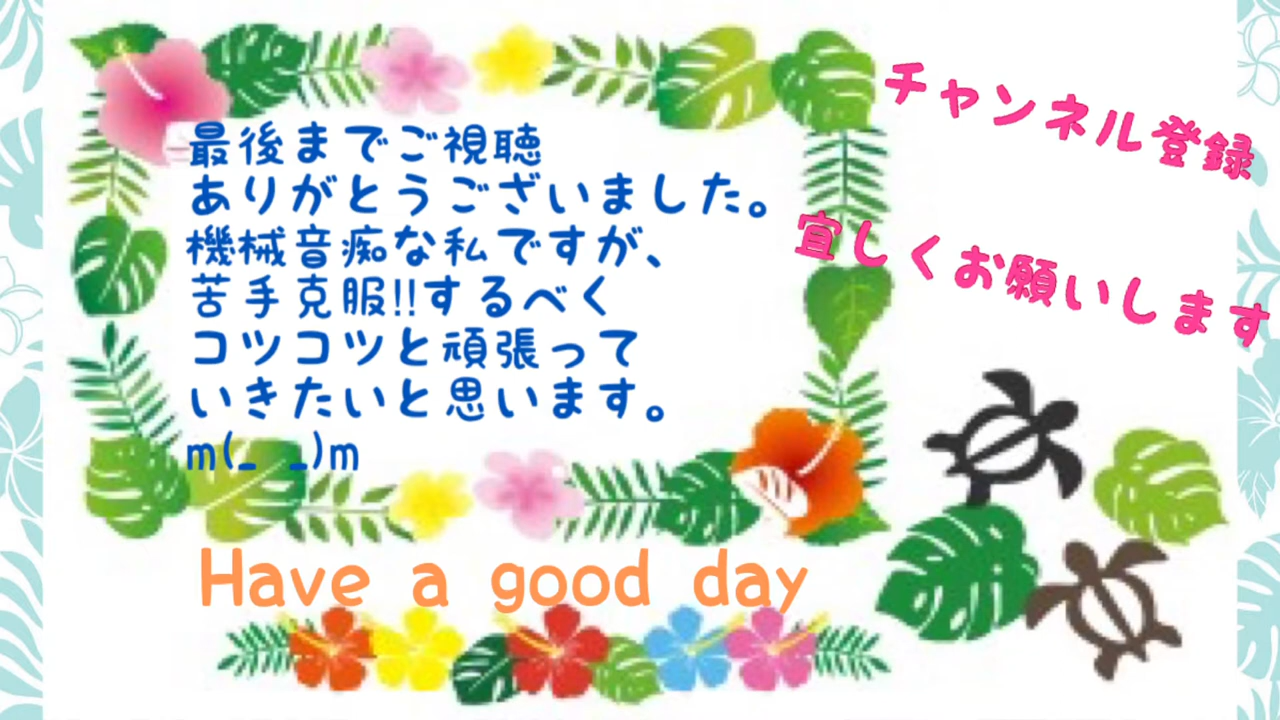 最後までご視聴
ありがとうございました。
機械音痴な私ですが、
苦手克服!!するべく
コツコツと頑張って
いきたいと思います。
m(_ _)m
チャンネル登録
宜しくお願いします
Have a good day